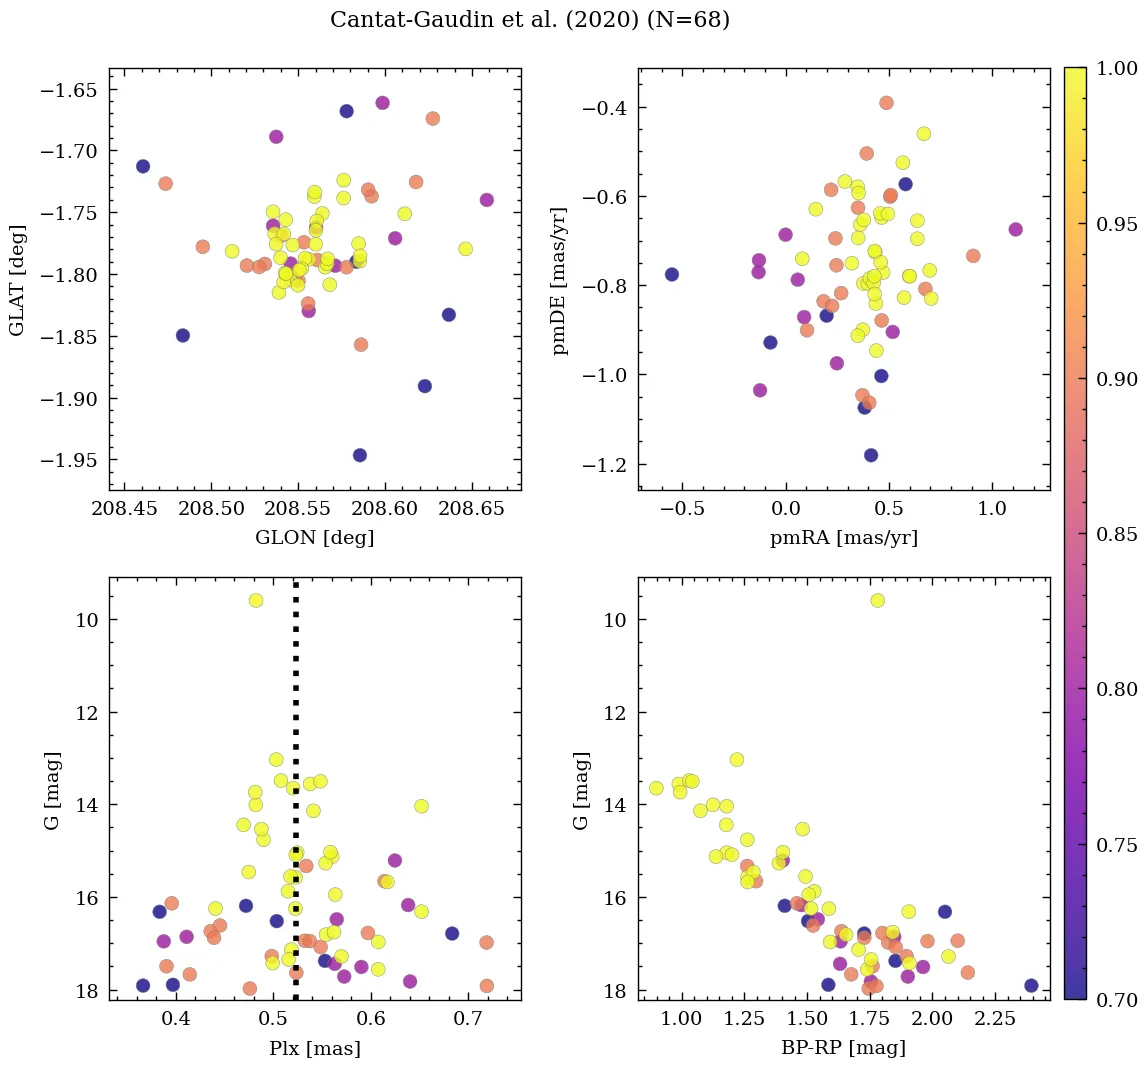 Cantat-Gaudin et al. (2020) (N=68)
−1.65
−1.70
−1.75
−1.80
−1.85
−1.90
−1.95
GLAT [deg]
208.45 208.50 208.55 208.60 208.65
GLON [deg]
−0.4
−0.6
−0.8
−1.0
−1.2
pmDE [mas/yr]
−0.5 0.0 0.5 1.0
pmRA [mas/yr]
10
12
14
16
18
G [mag]
0.4 0.5 0.6 0.7
Plx [mas]
10
12
14
16
18
G [mag]
1.00 1.25 1.50 1.75 2.00 2.25
BP-RP [mag]
1.00
0.95
0.90
0.85
0.80
0.75
0.70